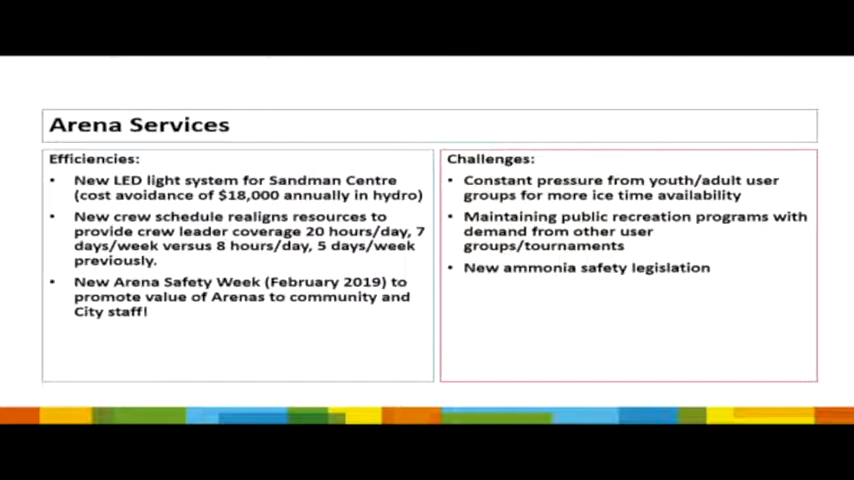 Arena Services
Efficiencies:
• New LED light system for Sandman Centre
(cost avoidance of $18,000 annually in hydro)
• New crew schedule realigns resources to
provide crew leader coverage 20 hours/day, 7
days/week versus 8 hours/day, 5 days/week
previously.
• New Arena Safety Week (February 2019) to
promote value of Arenas to community and
City staff!
Challenges:
• Constant pressure from youth/adult user
groups for more ice time availability
• Maintaining public recreation programs with
demand from other user
groups/tournaments
• New ammonia safety legislation